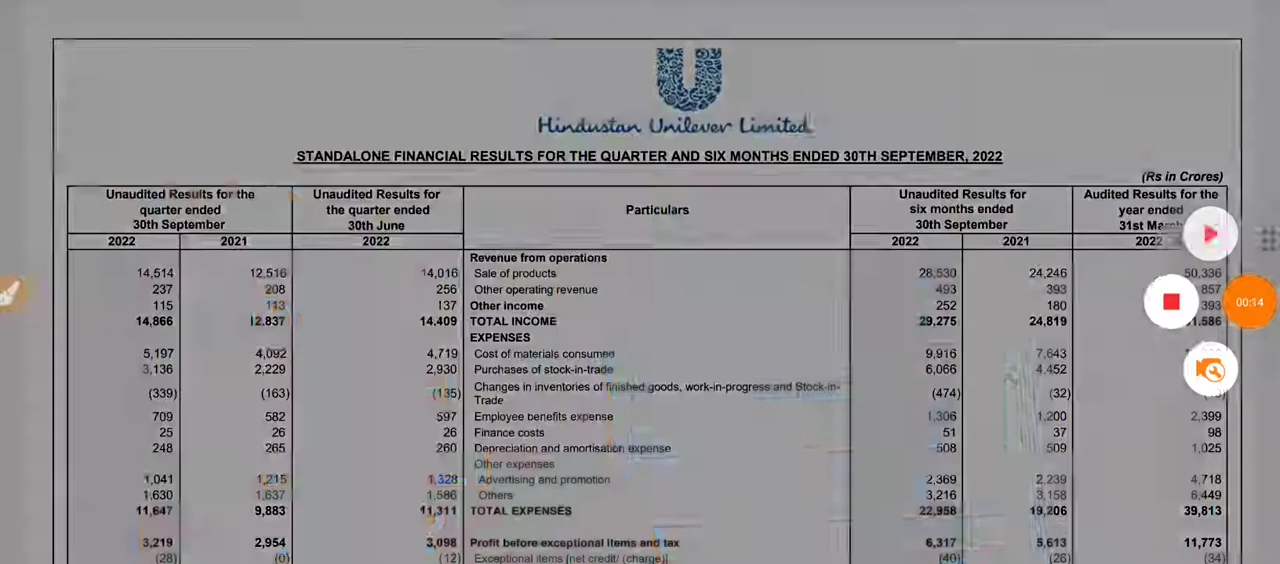 Hindustan Unilever Limited
STANDALONE FINANCIAL RESULTS FOR THE QUARTER AND SIX MONTHS ENDED 30TH SEPTEMBER, 2022
(Rs in Crores)
Unaudited Results for the quarter ended 30th September Unaudited Results for the quarter ended 30th June Particulars Unaudited Results for six months ended 30th September Audited Results for the year ended 31st
2022 2021 2022 2022 2021 2022
Revenue from operations
14,514 12,516 14,016 Sale of products 28,530 24,246 50,336
237 208 256 Other operating revenue 493 393 857
115 113 137 Other income 252 180 393
14,866 12,837 14,409 TOTAL INCOME 29,275 24,819
EXPENSES
5,197 4,092 4,719 Cost of materials consumed 9,916 7,643
3,136 2,229 2,930 Purchases of stock-in-trade 6,066 4,452
(339) (163) (135) Changes in inventories of finished goods, work-in-progress and Stock-in-Trade (474) (32)
709 582 597 Employee benefits expense 1,306 1,200 2,399
25 26 26 Finance costs 51 37 98
248 265 260 Depreciation and amortisation expense 508 509 1,025
Other expenses
1,041 1,215 1,328 Advertising and promotion 2,369 2,239 4,718
1,630 1,637 1,586 Others 3,216 3,158 6,449
11,647 9,883 11,311 TOTAL EXPENSES 22,958 19,206 39,813
3,219 2,954 3,098 Profit before exceptional items and tax 6,317 5,613 11,773
(28) (0) (12) Exceptional items [net credit/ (charge)] (40) (26) (34)
00:14